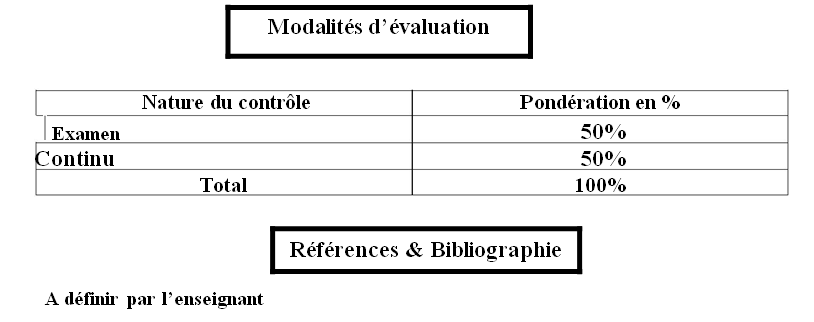 Modalités d’évaluation
Nature du contrôle Pondération en %
Examen 50%
Continu 50%
Total 100%
Références & Bibliographie
A définir par l’enseignant